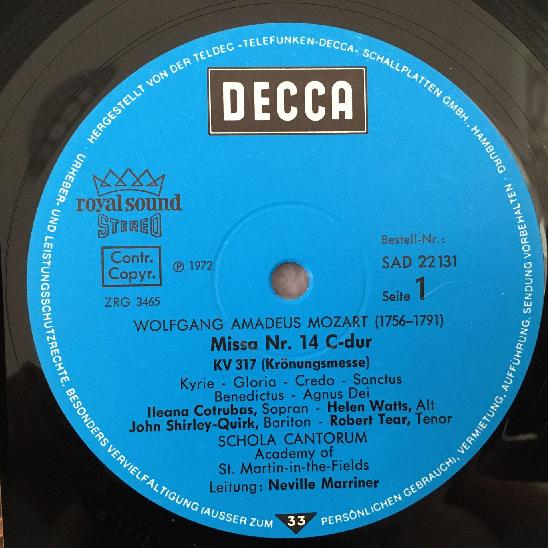 HERGESTELLT VON DER TELDEC »TELEFUNKEN-DECCA« SCHALLPLATTEN GMBH., HAMBURG
URHEBER- UND LEISTUNGSSCHUTZRECHTE, BESONDERS VERVIELFÄLTIGUNG (AUSSER ZUM PERSÖNLICHEN GEBRAUCH), VERMIETUNG, AUFFÜHRUNG, SENDUNG VORBEHALTEN
DECCA
royal sound
STEREO
Contr.
Copyr.
℗ 1972
Bestell-Nr.:
SAD 22131
Seite 1
ZRG 3465
WOLFGANG AMADEUS MOZART (1756–1791)
Missa Nr. 14 C-dur
KV 317 (Krönungsmesse)
Kyrie - Gloria - Credo - Sanctus
Benedictus - Agnus Dei
Ileana Cotrubas, Sopran - Helen Watts, Alt
John Shirley-Quirk, Bariton - Robert Tear, Tenor
SCHOLA CANTORUM
Academy of
St. Martin-in-the-Fields
Leitung: Neville Marriner
33